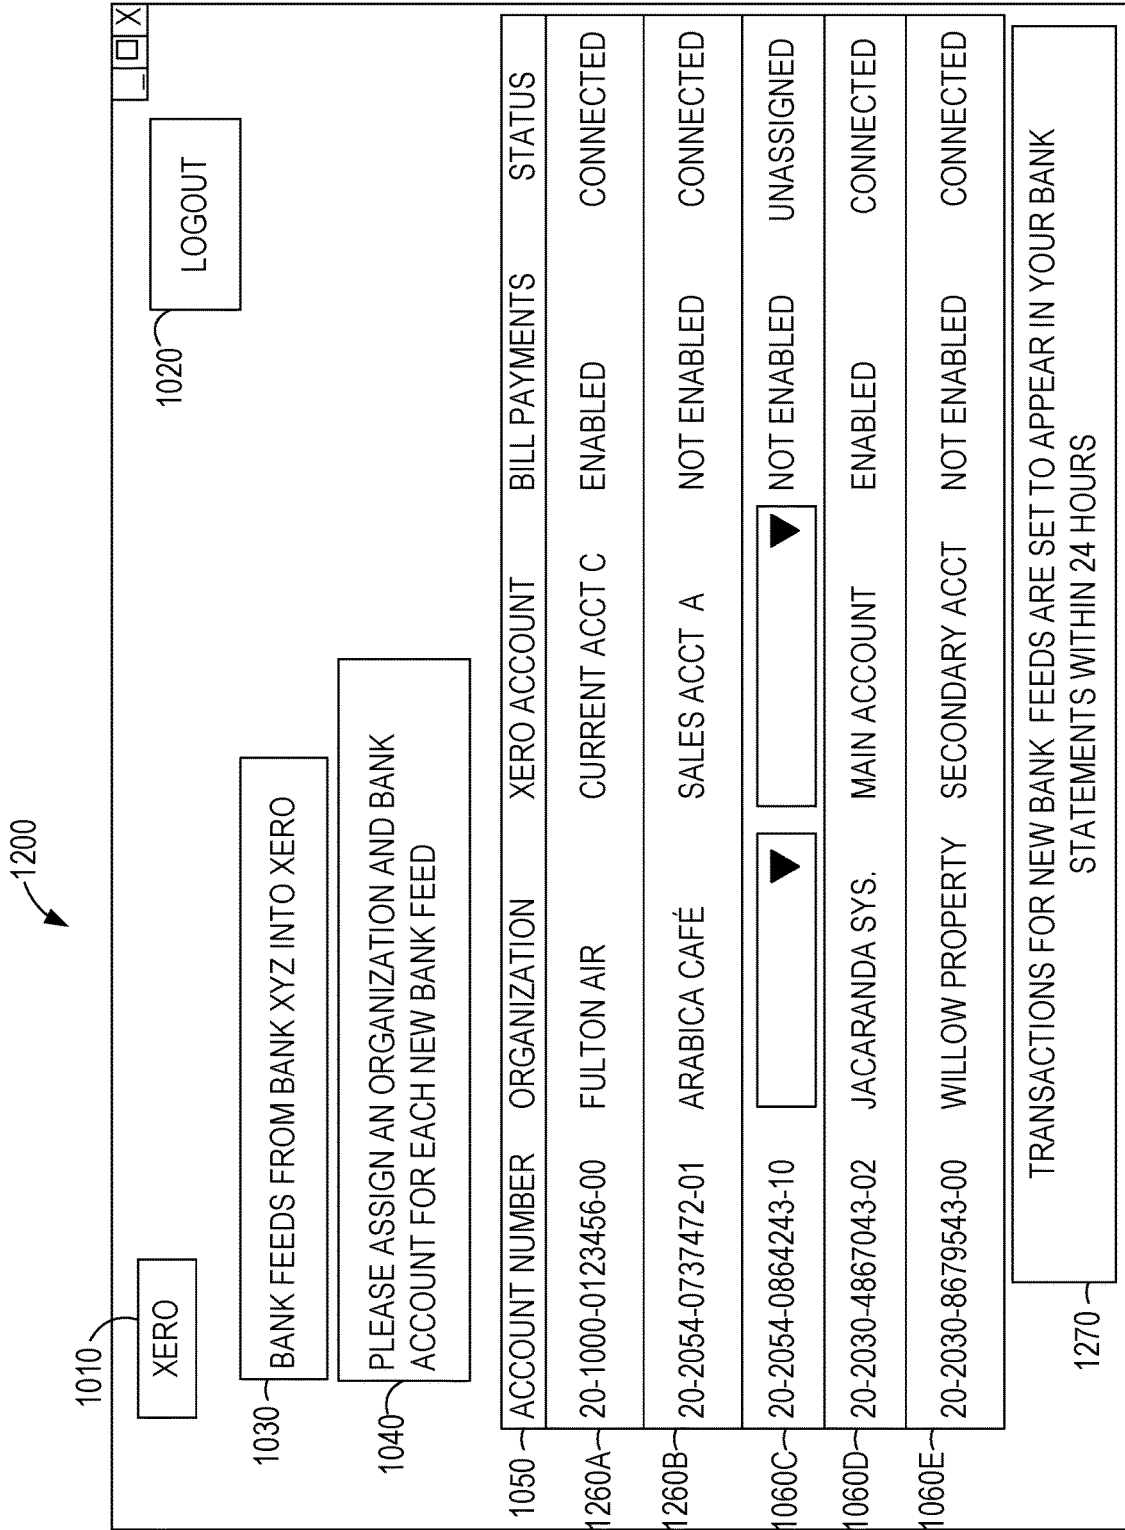 1200
_ □ X
1010
XERO
1020
LOGOUT
1030
BANK FEEDS FROM BANK XYZ INTO XERO
1040
PLEASE ASSIGN AN ORGANIZATION AND BANK
ACCOUNT FOR EACH NEW BANK FEED
1050 ACCOUNT NUMBER ORGANIZATION XERO ACCOUNT BILL PAYMENTS STATUS
1260A 20-1000-0123456-00 FULTON AIR CURRENT ACCT C ENABLED CONNECTED
1260B 20-2054-0737472-01 ARABICA CAFÉ SALES ACCT A NOT ENABLED CONNECTED
1060C 20-2054-0864243-10 NOT ENABLED UNASSIGNED
1060D 20-2030-4867043-02 JACARANDA SYS. MAIN ACCOUNT ENABLED CONNECTED
1060E 20-2030-8679543-00 WILLOW PROPERTY SECONDARY ACCT NOT ENABLED CONNECTED
1270
TRANSACTIONS FOR NEW BANK FEEDS ARE SET TO APPEAR IN YOUR BANK
STATEMENTS WITHIN 24 HOURS